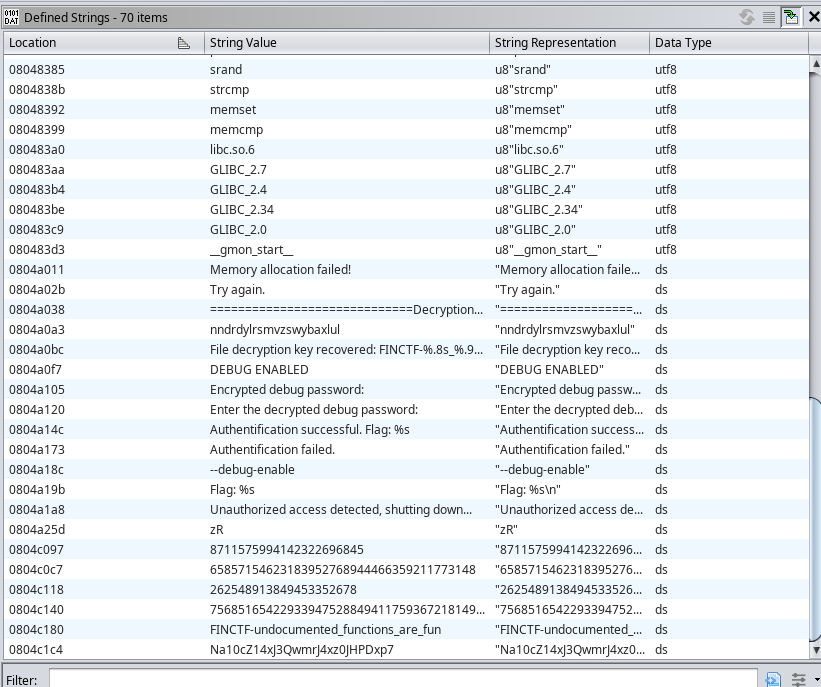 Defined Strings - 70 items
Location String Value String Representation Data Type
08048385 srand u8"srand" utf8
0804838b strcmp u8"strcmp" utf8
08048392 memset u8"memset" utf8
08048399 memcmp u8"memcmp" utf8
080483a0 libc.so.6 u8"libc.so.6" utf8
080483aa GLIBC_2.7 u8"GLIBC_2.7" utf8
080483b4 GLIBC_2.4 u8"GLIBC_2.4" utf8
080483be GLIBC_2.34 u8"GLIBC_2.34" utf8
080483c9 GLIBC_2.0 u8"GLIBC_2.0" utf8
080483d3 __gmon_start__ u8"__gmon_start__" utf8
0804a011 Memory allocation failed! "Memory allocation faile... ds
0804a02b Try again. "Try again." ds
0804a038 =============================Decryption... "===================... ds
0804a0a3 nndrdylrsmvzswybaxlul "nndrdylrsmvzswybaxlul" ds
0804a0bc File decryption key recovered: FINCTF-%.8s_%.9... "File decryption key reco... ds
0804a0f7 DEBUG ENABLED "DEBUG ENABLED" ds
0804a105 Encrypted debug password: "Encrypted debug passw... ds
0804a120 Enter the decrypted debug password: "Enter the decrypted deb... ds
0804a14c Authentification successful. Flag: %s "Authentification success... ds
0804a173 Authentification failed. "Authentification failed." ds
0804a18c --debug-enable "--debug-enable" ds
0804a19b Flag: %s "Flag: %s\n" ds
0804a1a8 Unauthorized access detected, shutting down... "Unauthorized access de... ds
0804a25d zR "zR" ds
0804c097 8711575994142322696845 "8711575994142322696... ds
0804c0c7 658571546231839527689444663592117731​48 "6585715462318395276... ds
0804c118 262548913849453352678 "2625489138494533526... ds
0804c140 756851654229339475288494117593672181​49... "7568516542293394752... ds
0804c180 FINCTF-undocumented_functions_are_fun "FINCTF-undocumented_... ds
0804c1c4 Na10cZ14xJ3QwmrJ4xz0JHPDxp7 "Na10cZ14xJ3QwmrJ4xz0... ds
Filter: